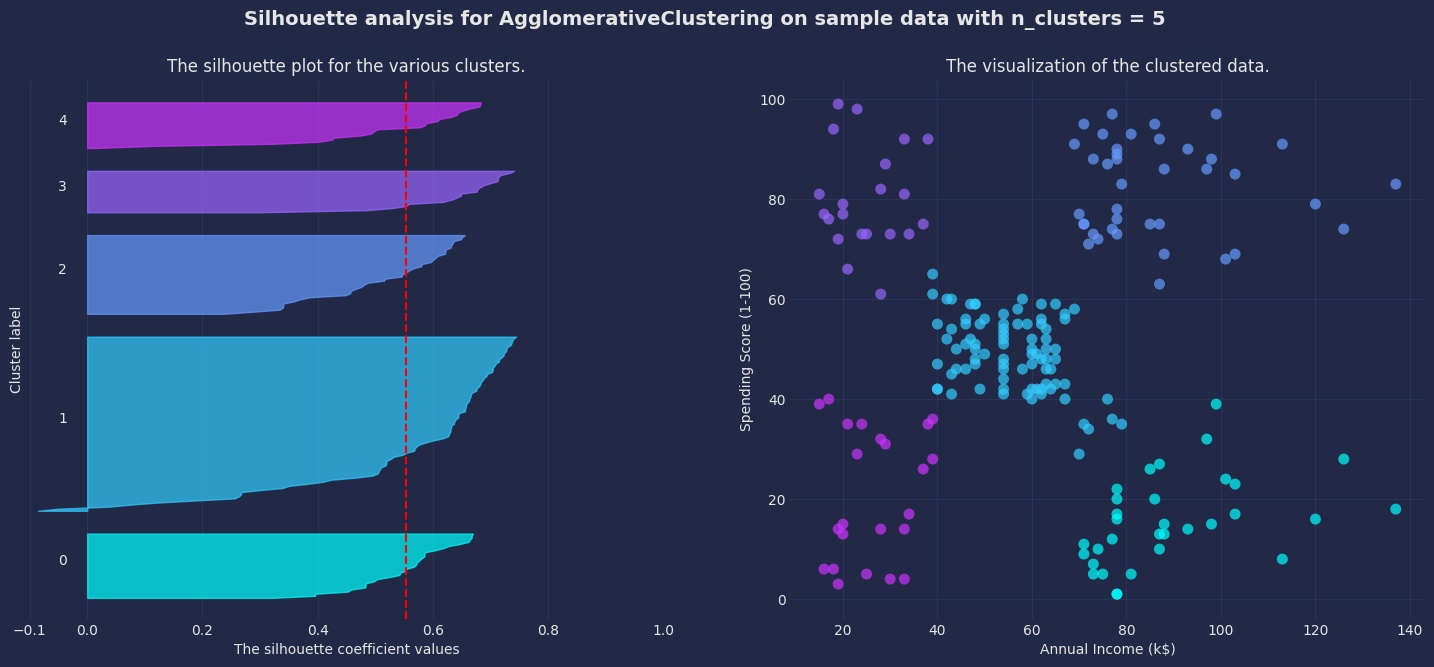 Silhouette analysis for AgglomerativeClustering on sample data with n_clusters = 5
The silhouette plot for the various clusters.
4
3
2
1
0
Cluster label
−0.1 0.0 0.2 0.4 0.6 0.8 1.0
The silhouette coefficient values
The visualization of the clustered data.
100
80
60
40
20
0
Spending Score (1-100)
20 40 60 80 100 120 140
Annual Income (k$)